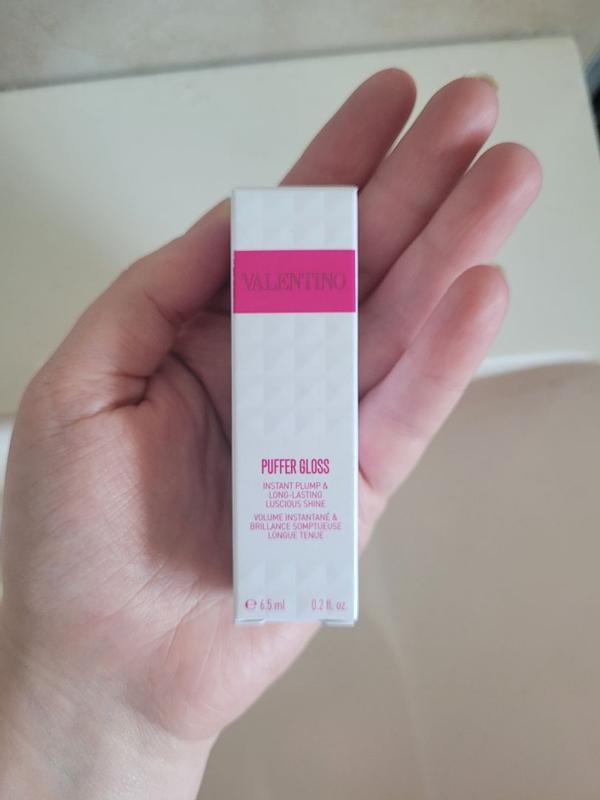 VALENTINO
PUFFER GLOSS
INSTANT PLUMP &
LONG-LASTING
LUSCIOUS SHINE
VOLUME INSTANTANÉ &
BRILLANCE SOMPTUEUSE
LONGUE TENUE
℮ 6.5 ml 0.2 fl. oz.